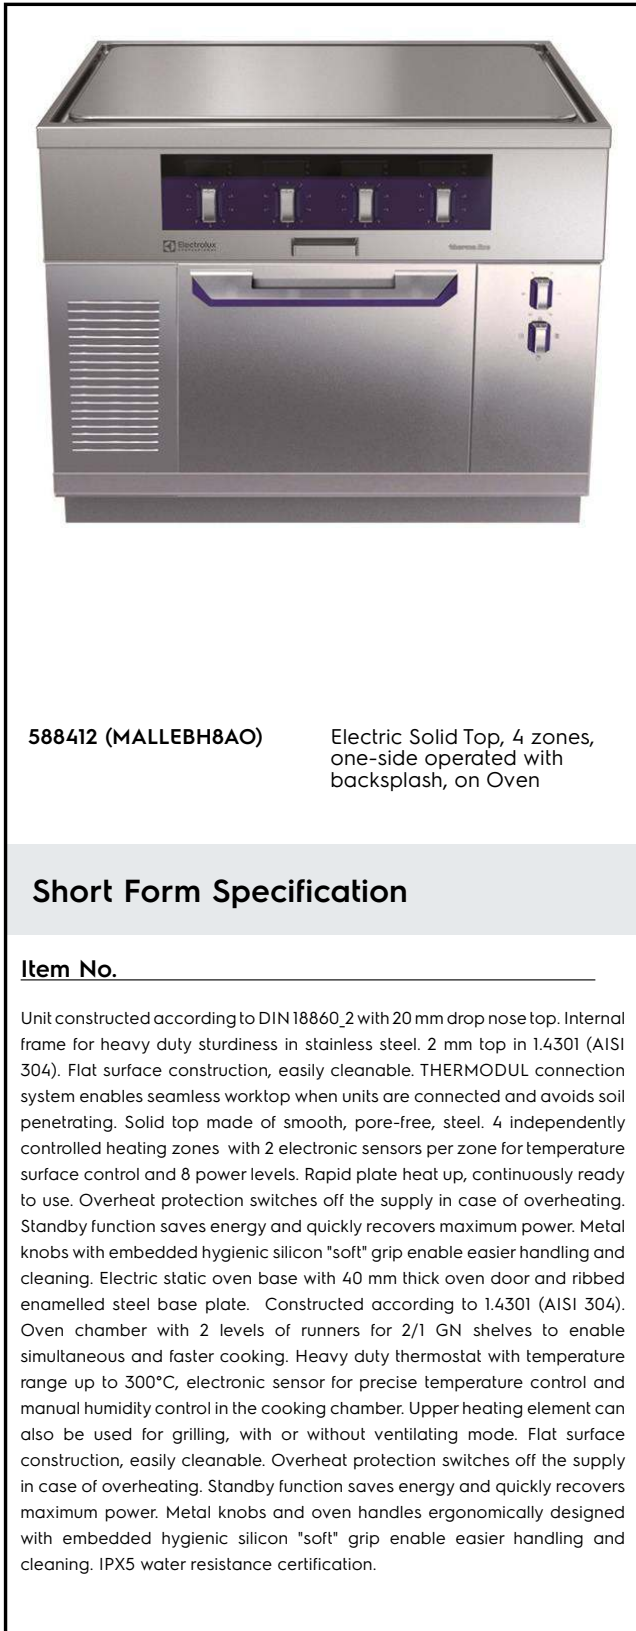 Electrolux
PROFESSIONAL
thermaline
588412 (MALLEBH8AO)
Electric Solid Top, 4 zones,
one-side operated with
backsplash, on Oven
Short Form Specification
Item No.
Unit constructed according to DIN 18860_2 with 20 mm drop nose top. Internal
frame for heavy duty sturdiness in stainless steel. 2 mm top in 1.4301 (AISI
304). Flat surface construction, easily cleanable. THERMODUL connection
system enables seamless worktop when units are connected and avoids soil
penetrating. Solid top made of smooth, pore-free, steel. 4 independently
controlled heating zones  with 2 electronic sensors per zone for temperature
surface control and 8 power levels. Rapid plate heat up, continuously ready
to use. Overheat protection switches off the supply in case of overheating.
Standby function saves energy and quickly recovers maximum power. Metal
knobs with embedded hygienic silicon "soft" grip enable easier handling and
cleaning. Electric static oven base with 40 mm thick oven door and ribbed
enamelled steel base plate.  Constructed according to 1.4301 (AISI 304).
Oven chamber with 2 levels of runners for 2/1 GN shelves to enable
simultaneous and faster cooking. Heavy duty thermostat with temperature
range up to 300°C, electronic sensor for precise temperature control and
manual humidity control in the cooking chamber. Upper heating element can
also be used for grilling, with or without ventilating mode. Flat surface
construction, easily cleanable. Overheat protection switches off the supply
in case of overheating. Standby function saves energy and quickly recovers
maximum power. Metal knobs and oven handles ergonomically designed
with embedded hygienic silicon "soft" grip enable easier handling and
cleaning. IPX5 water resistance certification.